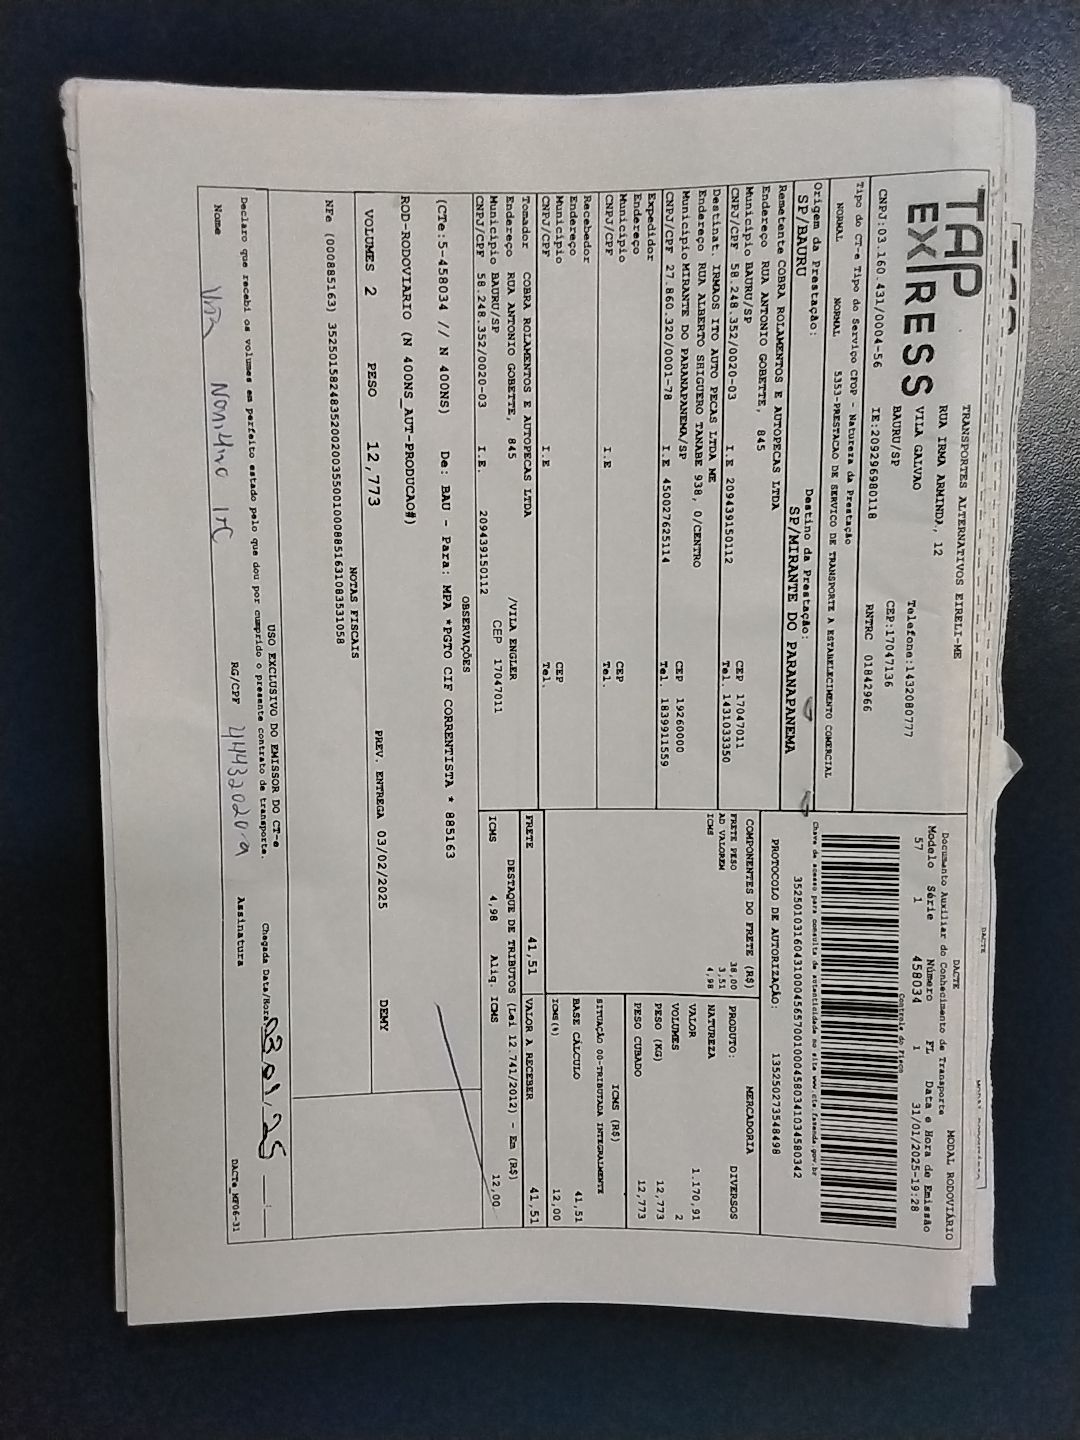 TAP
EXPRESS
TRANSPORTES ALTERNATIVOS EIRELI-ME
RUA IRMA ARMINDA, 12
VILA GALVAO
BAURU/SP
Telefone:1432080777
CEP:17047136
CNPJ:03.160.431/0004-56 IE:209296980118 RNTRC 01842966
DACTE
Documento Auxiliar do Conhecimento de Transporte
MODAL RODOVIÁRIO
Modelo Série Número FL Data e Hora de Emissão
57 1 458034 1 31/01/2025-19:28
Controle do Fisco
Tipo do CT-e Tipo do Serviço CFOP - Natureza da Prestação
NORMAL NORMAL 5353-PRESTACAO DE SERVICO DE TRANSPORTE A ESTABELECIMENTO COMERCIAL
Chave de acesso para consulta de autenticidade no site www.cte.fazenda.gov.br
Origem da Prestação: Destino da Prestação:
SP/BAURU SP/MIRANTE DO PARANAPANEMA
PROTOCOLO DE AUTORIZAÇÃO: 135250273548498
Remetente COBRA ROLAMENTOS E AUTOPECAS LTDA
Endereço RUA ANTONIO GOBETTE, 845
Município BAURU/SP CEP 17047011
CNPJ/CPF 58.248.352/0020-03 I.E 209439150112 Tel. 1431033350
Destinat. IRMAOS ITO AUTO PECAS LTDA ME
Endereço RUA ALBERTO SHIGUERO TANABE 938, 0/CENTRO
Município MIRANTE DO PARANAPANEMA/SP CEP 19260000
CNPJ/CPF 27.860.320/0001-78 I.E 450027625114 Tel. 1839911559
Expedidor
Endereço
Município CEP
CNPJ/CPF I.E Tel.
Recebedor
Endereço
Município CEP
CNPJ/CPF I.E Tel.
Tomador COBRA ROLAMENTOS E AUTOPECAS LTDA
Endereço RUA ANTONIO GOBETTE, 845 /VILA ENGLER
Município BAURU/SP CEP 17047011
CNPJ/CPF 58.248.352/0020-03 I.E. 209439150112
COMPONENTES DO FRETE (R$)
FRETE PESO 38,00
AD VALOREM 3,51
ICMS 4,98
MERCADORIA
PRODUTO: DIVERSOS
NATUREZA
VALOR 1.170,91
VOLUMES 2
PESO (KG) 12,773
PESO CUBADO 12,773
ICMS (R$)
SITUAÇÃO 00-TRIBUTADA INTEGRALMENTE
BASE CÁLCULO 41,51
ICMS(%) 12,00
FRETE 41,51 VALOR A RECEBER 41,51
DESTAQUE DE TRIBUTOS (Lei 12.741/2012) - Em (R$)
ICMS 4,98 Aliq. ICMS 12,00
OBSERVAÇÕES
(CTe:5-458034 // N 400NS) De: BAU - Para: MPA *PGTO CIF CORRENTISTA * 885163
ROD-RODOVIARIO (N 400NS_AUT-PRODUCAO#)
VOLUMES 2 PESO 12,773 PREV. ENTREGA 03/02/2025 DEMY
NOTAS FISCAIS
USO EXCLUSIVO DO EMISSOR DO CT-e
Declaro que recebi os volumes em perfeito estado pelo que dou por cumprido o presente contrato de transporte. Chegada Data/Hora
Nome RG/CPF Assinatura
DACTe_MF06-31